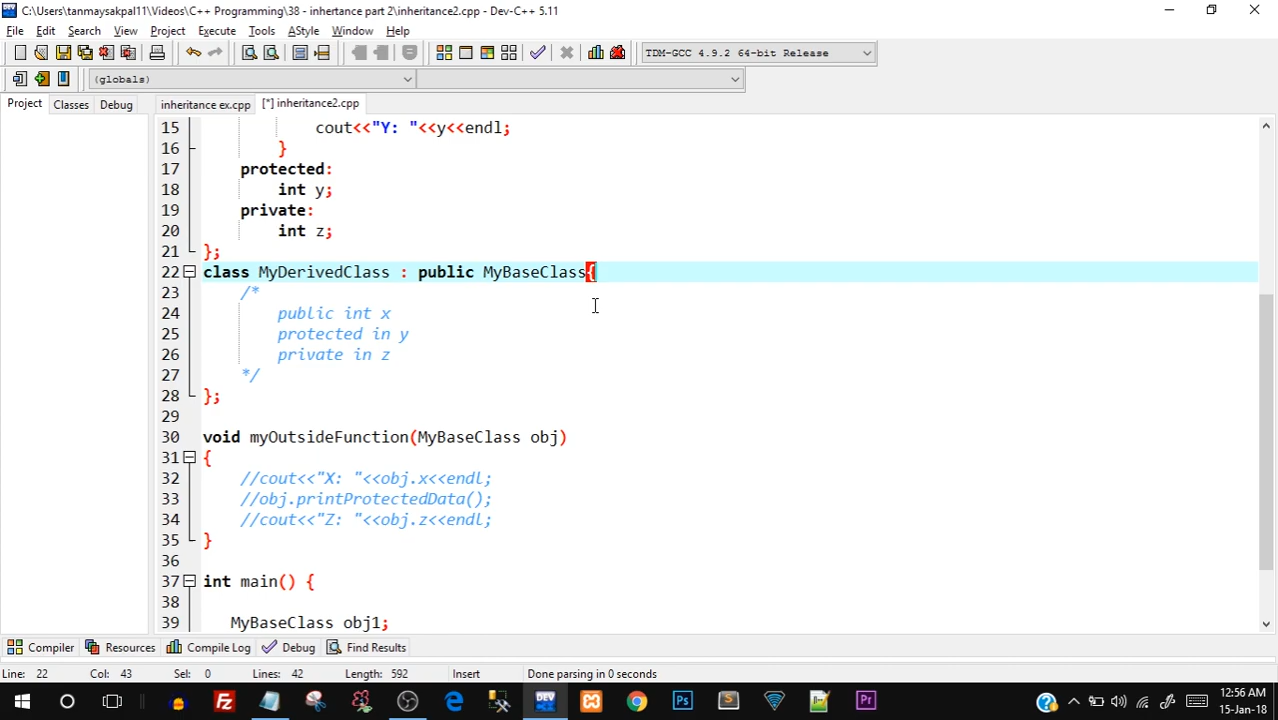 C:\Users\tanmaysakpal11\Videos\C++ Programming\38 - inhertance part 2\inheritance2.cpp - Dev-C++ 5.11
File Edit Search View Project Execute Tools AStyle Window Help
TDM-GCC 4.9.2 64-bit Release
(globals)
Project Classes Debug inheritance ex.cpp [*] inheritance2.cpp
15 cout<<"Y: "<<y<<endl;
16 }
17 protected:
18 int y;
19 private:
20 int z;
21 };
22 class MyDerivedClass : public MyBaseClass{
23 /*
24 public int x
25 protected in y
26 private in z
27 */
28 };
29
30 void myOutsideFunction(MyBaseClass obj)
31 {
32 //cout<<"X: "<<obj.x<<endl;
33 //obj.printProtectedData();
34 //cout<<"Z: "<<obj.z<<endl;
35 }
36
37 int main() {
38
39 MyBaseClass obj1;
Compiler Resources Compile Log Debug Find Results
Line: 22 Col: 43 Sel: 0 Lines: 42 Length: 592 Insert Done parsing in 0 seconds
Fz DEV Ps S Pr ? 12:56 AM
15-Jan-18